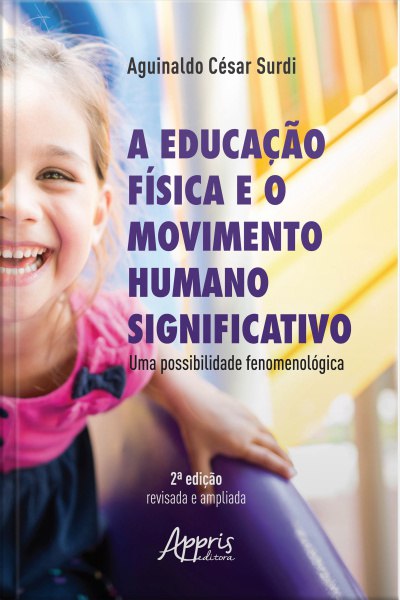 Aguinaldo César Surdi
A EDUCAÇÃO
FÍSICA E O
MOVIMENTO
HUMANO
SIGNIFICATIVO
Uma possibilidade fenomenológica
2ª edição
revisada e ampliada
Appris
editora